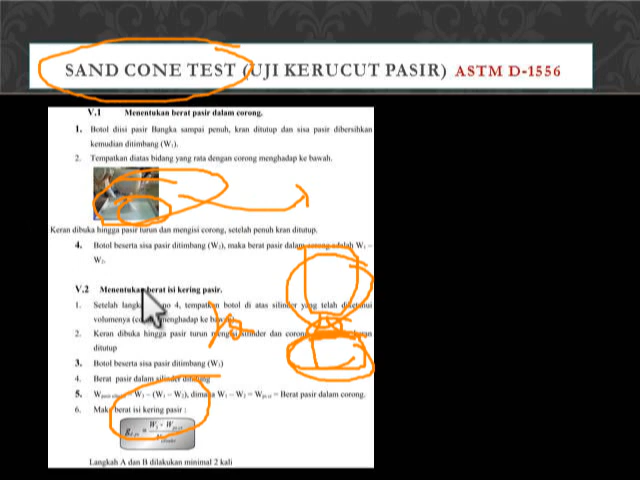 SAND CONE TEST (UJI KERUCUT PASIR) ASTM D-1556
V.1 Menentukan berat pasir dalam corong.
1. Botol diisi pasir Bangka sampai penuh, kran ditutup dan sisa pasir dibersihkan
kemudian ditimbang (W₁).
2. Tempatkan diatas bidang yang rata dengan corong menghadap ke bawah.
Keran dibuka hingga pasir turun dan mengisi corong, setelah penuh kran ditutup.
4. Botol beserta sisa pasir ditimbang (W₂), maka berat pasir dalam corong adalah W₁ –
W₂.
V.2 Menentukan berat isi kering pasir.
1. Setelah langkah no 4, tempatkan botol di atas silinder yang telah diketahui
volumenya menghadap ke bawah
2. Keran dibuka hingga pasir turun mengisi silinder dan corong
ditutup
3. Botol beserta sisa pasir ditimbang (W₃)
4. Berat pasir dalam silinder dihitung
5. W₃ – (W₁ – W₂), dimana W₁ – W₂ = = Berat pasir dalam corong.
6. Maka berat isi kering pasir :
Langkah A dan B dilakukan minimal 2 kali